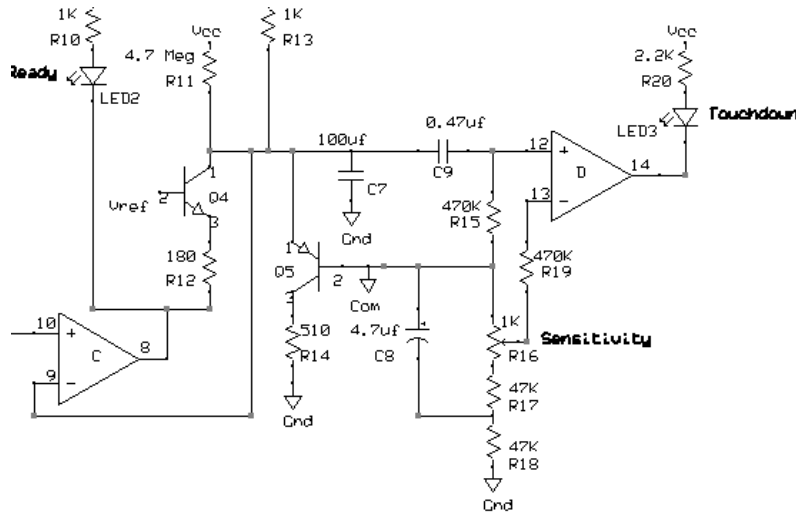 1K
R10
Ready
LED2
Vcc
4.7 Meg
R11
1K
R13
100uf
C7
Gnd
0.47uf
C9
Vcc
2.2K
R20
LED3
Touchdown
12
+
13
−
D
14
1
2
Vref
Q4
3
180
R12
470K
R15
470K
R19
1
Q5
2
3
Com
510
R14
Gnd
4.7uf
+
C8
1K
R16
Sensitivity
47K
R17
47K
R18
Gnd
10
+
C
8
9
−